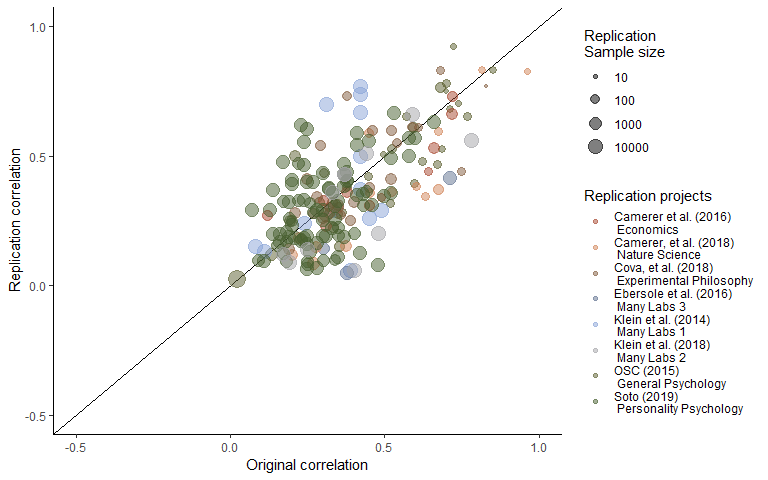 1.0
0.5
0.0
-0.5
Replication correlation
-0.5
0.0
0.5
1.0
Original correlation
Replication
Sample size
10
100
1000
10000
Replication projects
Camerer et al. (2016)
Economics
Camerer, et al. (2018)
Nature Science
Cova, et al. (2018)
Experimental Philosophy
Ebersole et al. (2016)
Many Labs 3
Klein et al. (2014)
Many Labs 1
Klein et al. (2018)
Many Labs 2
OSC (2015)
General Psychology
Soto (2019)
Personality Psychology